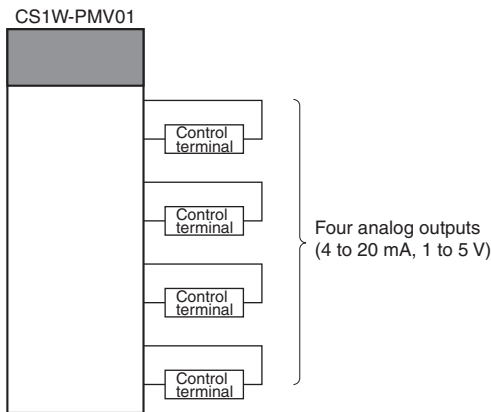 CS1W-PMV01
Control
terminal
Control
terminal
Control
terminal
Control
terminal
Four analog outputs
(4 to 20 mA, 1 to 5 V)